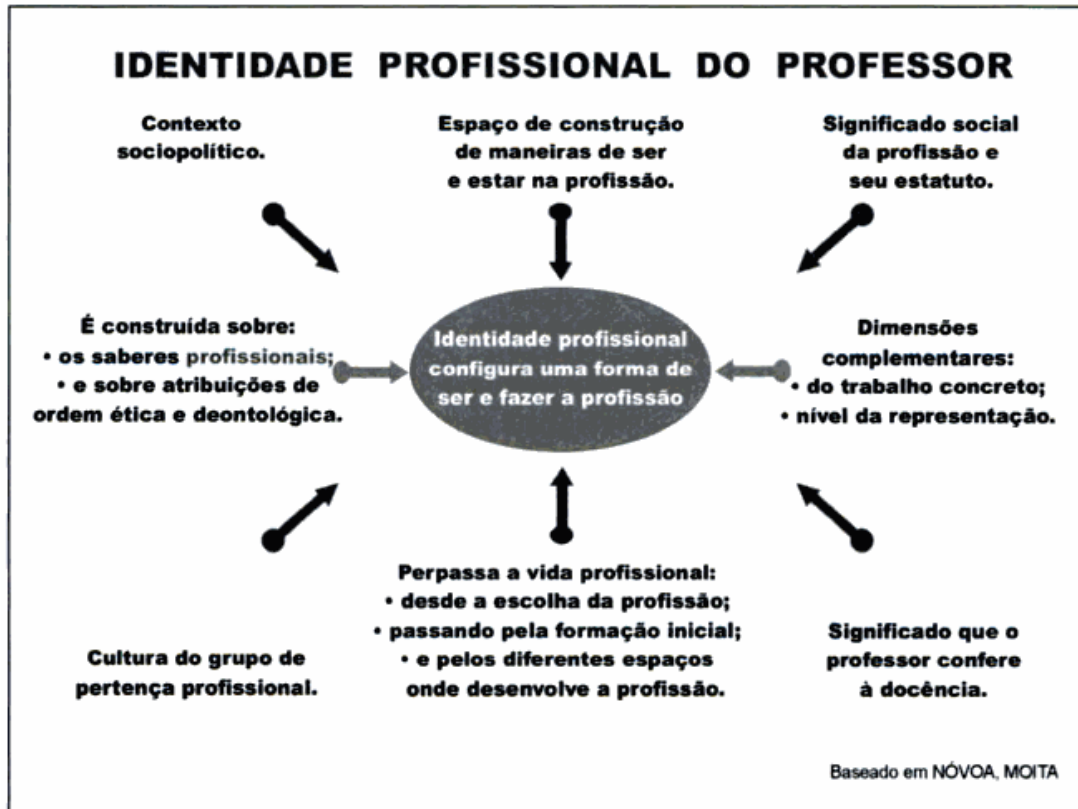 IDENTIDADE PROFISSIONAL DO PROFESSOR
Contexto
sociopolítico.
Espaço de construção
de maneiras de ser
e estar na profissão.
Significado social
da profissão e
seu estatuto.
É construída sobre:
• os saberes profissionais;
• e sobre atribuições de
ordem ética e deontológica.
Identidade profissional
configura uma forma de
ser e fazer a profissão
Dimensões
complementares:
• do trabalho concreto;
• nível da representação.
Cultura do grupo de
pertença profissional.
Perpassa a vida profissional:
• desde a escolha da profissão;
• passando pela formação inicial;
• e pelos diferentes espaços
onde desenvolve a profissão.
Significado que o
professor confere
à docência.
Baseado em NÓVOA, MOITA